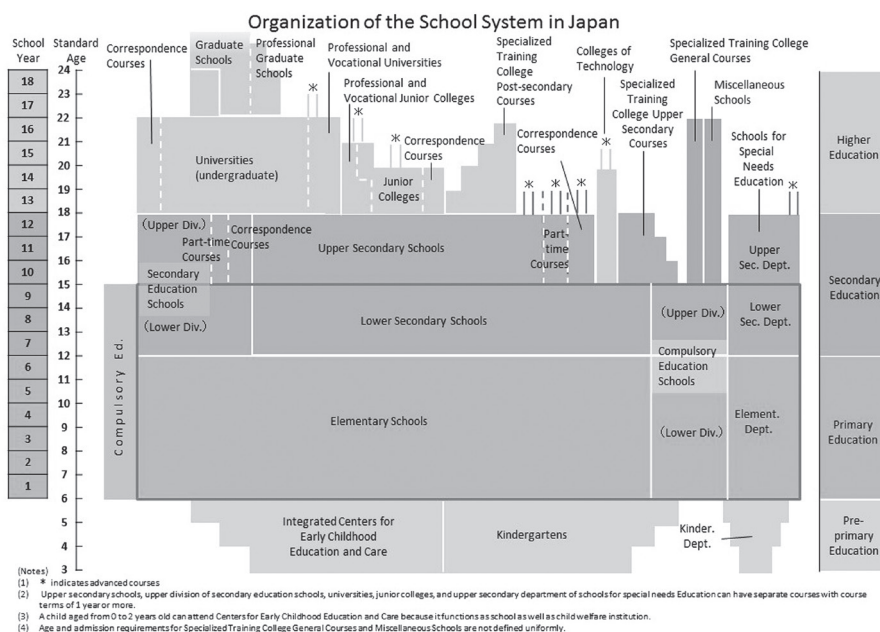 Organization of the School System in Japan
School
Year
Standard
Age
Correspondence
Courses
Graduate
Schools
Professional
Graduate
Schools
Professional and
Vocational Universities
Professional and
Vocational Junior Colleges
Specialized
Training
College
Post-secondary
Courses
Colleges of
Technology
Specialized Training College
General Courses
Specialized
Training
College Upper
Secondary
Courses
Miscellaneous
Schools
Schools for
Special
Needs
Education
Correspondence
Courses
Correspondence
Courses
18
17
16
15
14
13
12
11
10
9
8
7
6
5
4
3
2
1
24
23
22
21
20
19
18
17
16
15
14
13
12
11
10
9
8
7
6
5
4
3
*
*
*
*
*
*
*
*
Universities
(undergraduate)
Junior
Colleges
Higher
Education
(Upper Div.)
Part-time
Courses
Correspondence
Courses
Upper Secondary Schools
Part-
time
Courses
Upper
Sec. Dept.
Secondary
Education
Schools
(Lower Div.)
Lower Secondary Schools
(Upper Div.)
Lower
Sec. Dept.
Secondary
Education
Compulsory Ed.
Compulsory
Education
Schools
Elementary Schools
(Lower Div.)
Element.
Dept.
Primary
Education
Integrated Centers for
Early Childhood
Education and Care
Kindergartens
Kinder.
Dept.
Pre-
primary
Education
(Notes)
(1) * indicates advanced courses
(2) Upper secondary schools, upper division of secondary education schools, universities, junior colleges, and upper secondary department of schools for special needs Education can have separate courses with course
terms of 1 year or more.
(3) A child aged from 0 to 2 years old can attend Centers for Early Childhood Education and Care because it functions as school as well as child welfare institution.
(4) Age and admission requirements for Specialized Training College General Courses and Miscellaneous Schools are not defined uniformly.